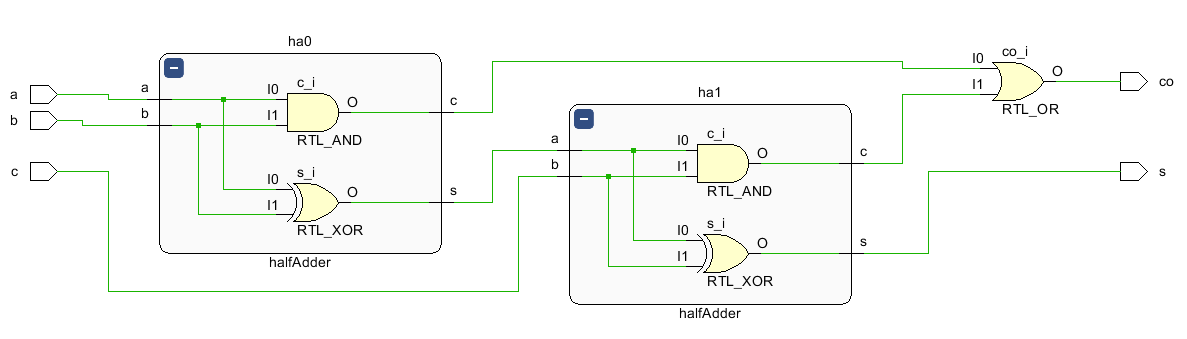 ha0
a
b
c
a
b
c_i
I0
I1
O
RTL_AND
c
s_i
I0
I1
O
RTL_XOR
s
halfAdder
ha1
a
b
c_i
I0
I1
O
RTL_AND
c
s_i
I0
I1
O
RTL_XOR
s
halfAdder
co_i
I0
I1
O
RTL_OR
co
s